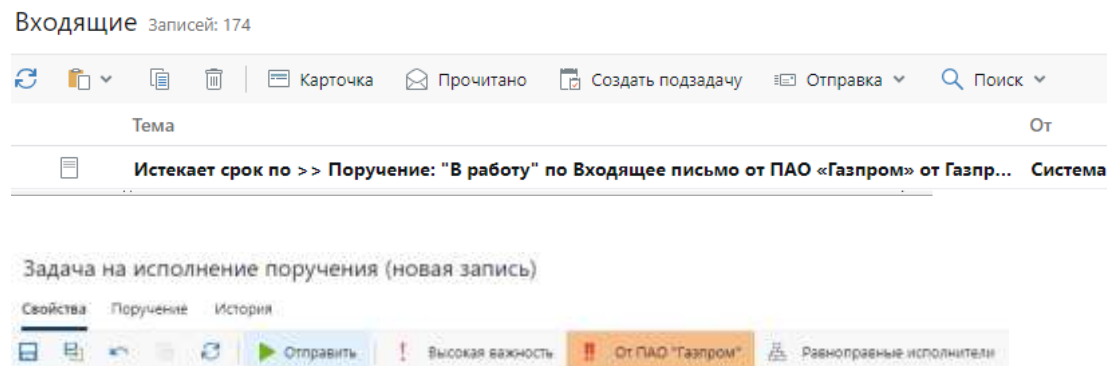 Входящие Записей: 174
Карточка Прочитано Создать подзадачу Отправка Поиск
Тема От
Истекает срок по >> Поручение: "В работу" по Входящее письмо от ПАО «Газпром» от Газпр... Система
Задача на исполнение поручения (новая запись)
Свойства Поручение История
Отправить Высокая важность От ПАО "Газпром" Равноправные исполнители